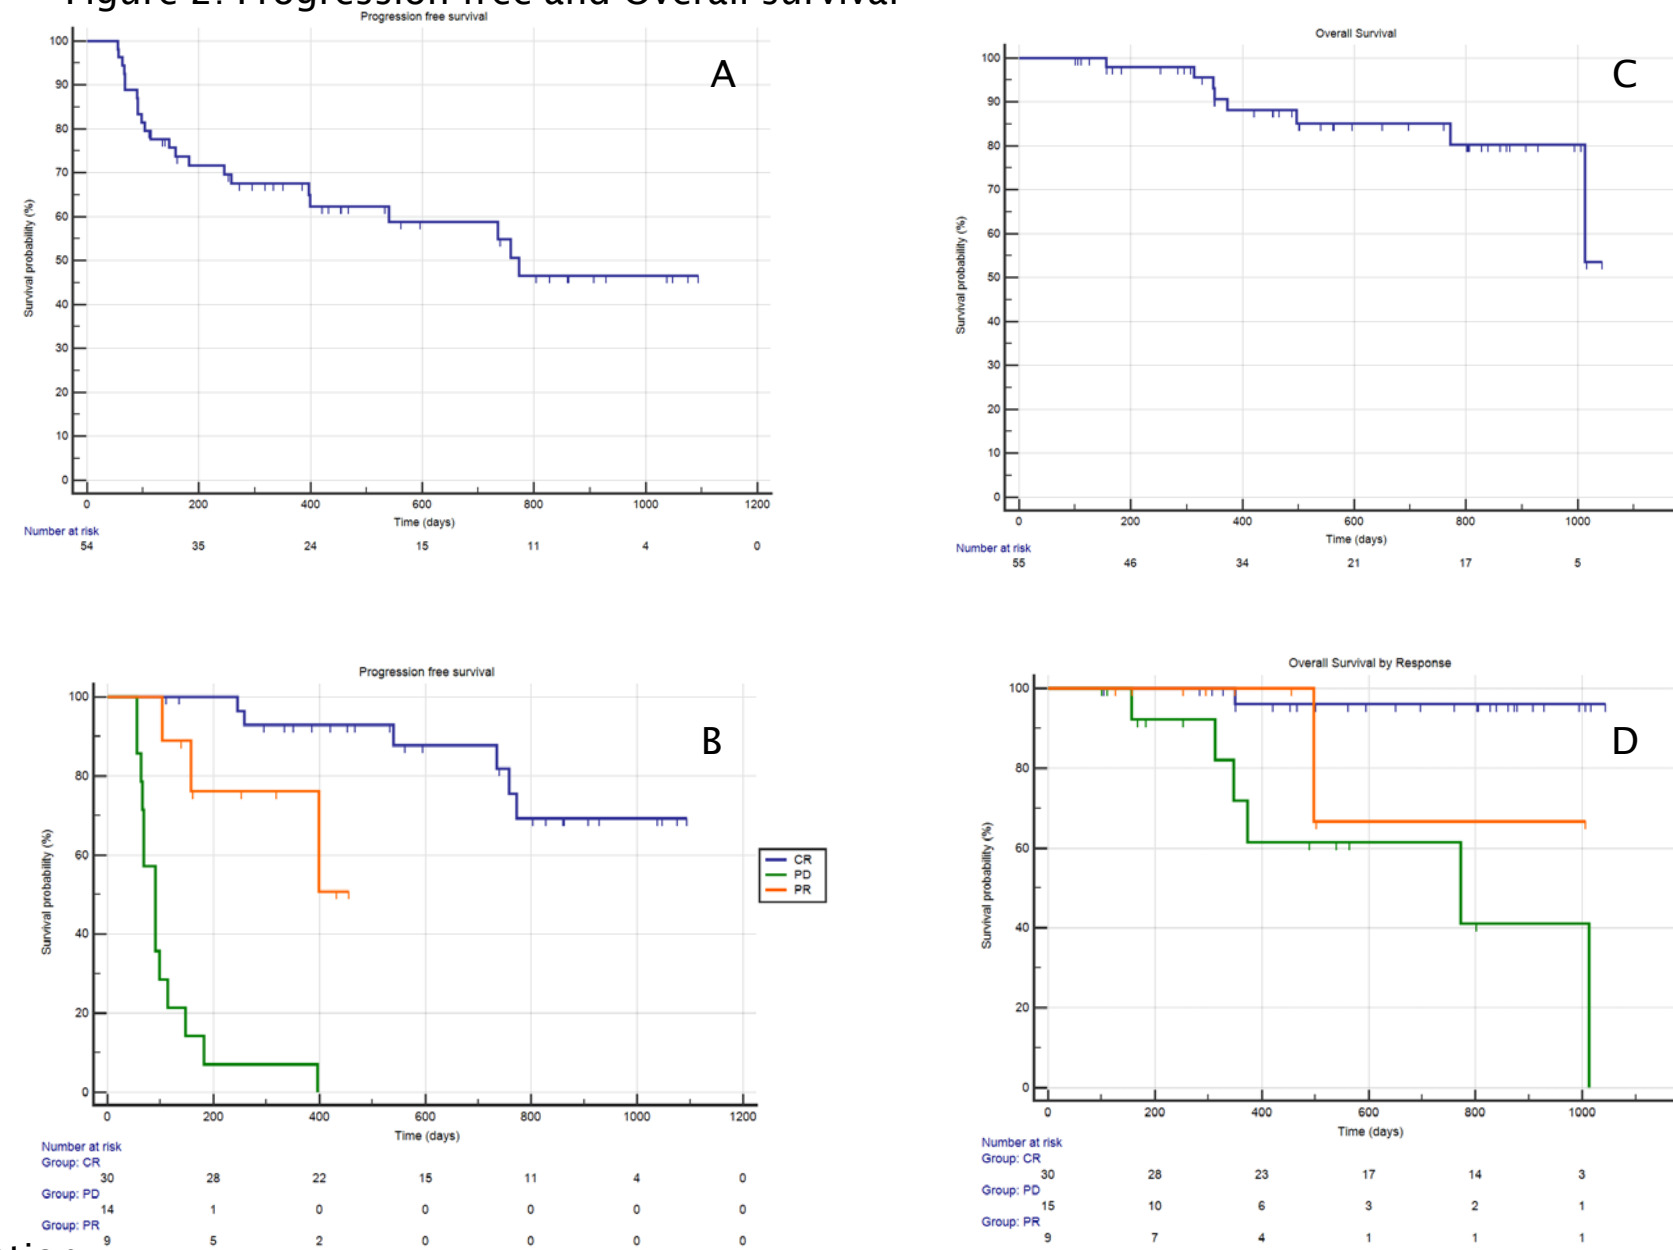 Figure 2: Progression free and Overall survival
Progression free survival
A
Survival probability (%)
100
90
80
70
60
50
40
30
20
10
0
0 200 400 600 800 1000 1200
Time (days)
Number at risk
54 35 24 15 11 4 0
Overall Survival
C
Survival probability (%)
100
90
80
70
60
50
40
30
20
10
0
0 200 400 600 800 1000
Time (days)
Number at risk
55 46 34 21 17 5
Progression free survival
B
Survival probability (%)
100
80
60
40
20
0
0 200 400 600 800 1000 1200
Time (days)
CR
PD
PR
Number at risk
Group: CR
30 28 22 15 11 4 0
Group: PD
14 1 0 0 0 0 0
Group: PR
9 5 2 0 0 0 0
Overall Survival by Response
D
Survival probability (%)
100
80
60
40
20
0
0 200 400 600 800 1000
Time (days)
Number at risk
Group: CR
30 28 23 17 14 3
Group: PD
15 10 6 3 2 1
Group: PR
9 7 4 1 1 1